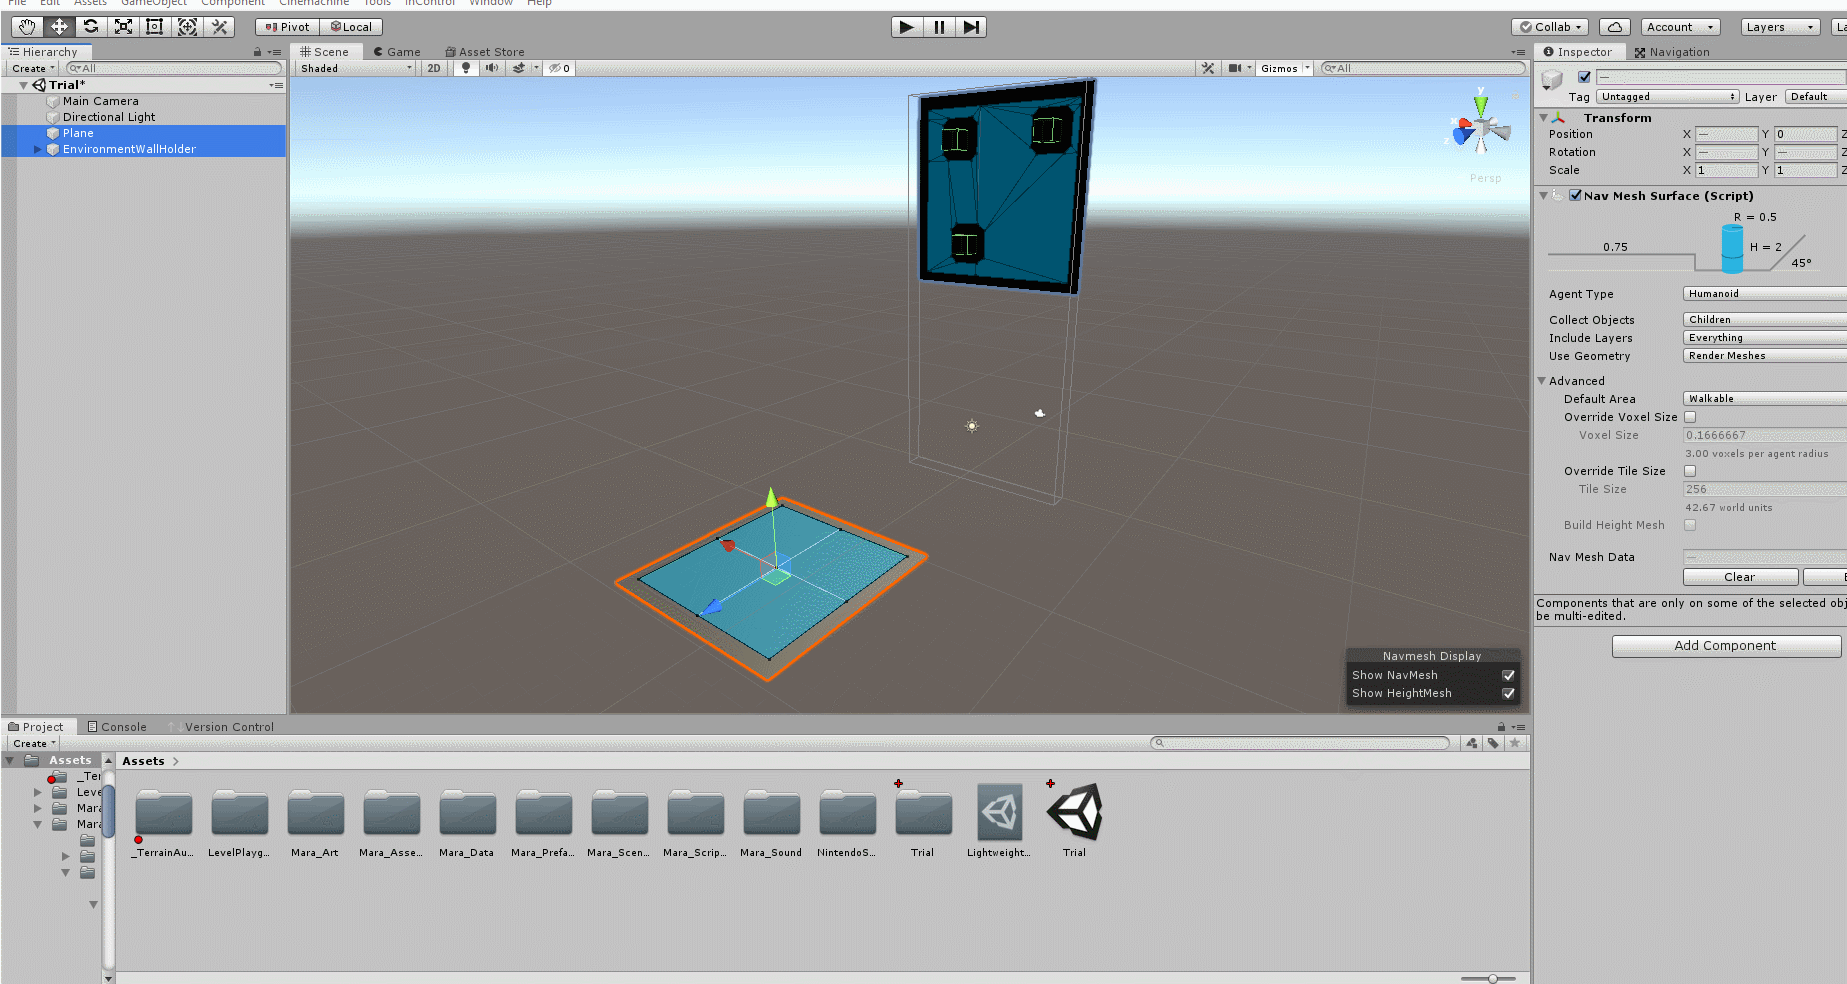 File Edit Assets GameObject Component Cinemachine Tools InControl Window Help
Pivot Local Collab Account Layers
Hierarchy
Create All
Trial*
Main Camera
Directional Light
Plane
EnvironmentWallHolder
Scene Game Asset Store
Shaded 2D 0 Gizmos All
y
x
z
Persp
Navmesh Display
Show NavMesh
Show HeightMesh
Inspector Navigation
—
Tag Untagged Layer Default
Transform
Position X — Y 0 Z
Rotation X — Y — Z
Scale X 1 Y 1 Z
Nav Mesh Surface (Script)
R = 0.5
0.75 H = 2
45°
Agent Type Humanoid
Collect Objects Children
Include Layers Everything
Use Geometry Render Meshes
Advanced
Default Area Walkable
Override Voxel Size
Voxel Size 0.1666667
3.00 voxels per agent radius
Override Tile Size
Tile Size 256
42.67 world units
Build Height Mesh
Nav Mesh Data —
Clear
Components that are only on some of the selected obj
be multi-edited.
Add Component
Project Console Version Control
Create
Assets
_Ter
Leve
Mara
Mara
Assets
_TerrainAu... LevelPlayg... Mara_Art Mara_Asse... Mara_Data Mara_Prefa... Mara_Scen... Mara_Scrip... Mara_Sound NintendoS... Trial Lightweight... Trial